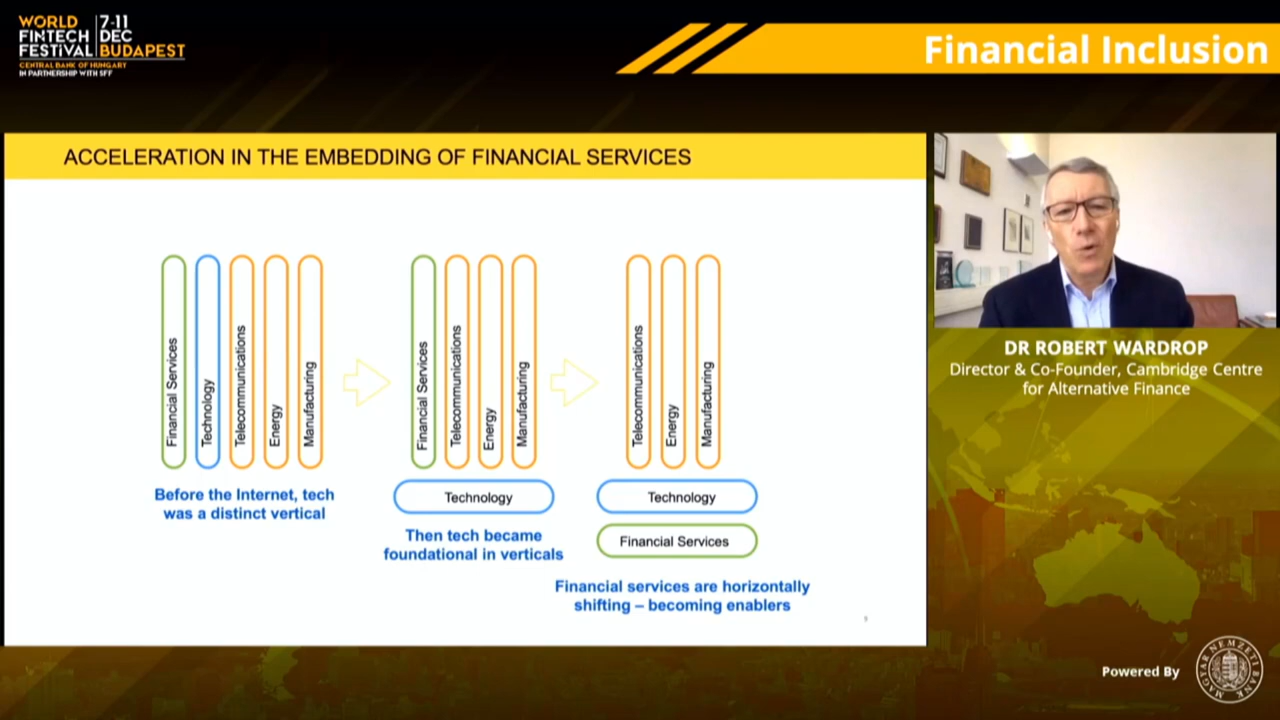 WORLD
FINTECH
FESTIVAL
7-11
DEC
BUDAPEST
CENTRAL BANK OF HUNGARY
IN PARTNERSHIP WITH SFF
Financial Inclusion
ACCELERATION IN THE EMBEDDING OF FINANCIAL SERVICES
Financial Services
Technology
Telecommunications
Energy
Manufacturing
Before the Internet, tech
was a distinct vertical
Financial Services
Telecommunications
Energy
Manufacturing
Technology
Then tech became
foundational in verticals
Telecommunications
Energy
Manufacturing
Technology
Financial Services
Financial services are horizontally
shifting – becoming enablers
DR ROBERT WARDROP
Director & Co-Founder, Cambridge Centre
for Alternative Finance
Powered By
MAGYAR NEMZETI BANK